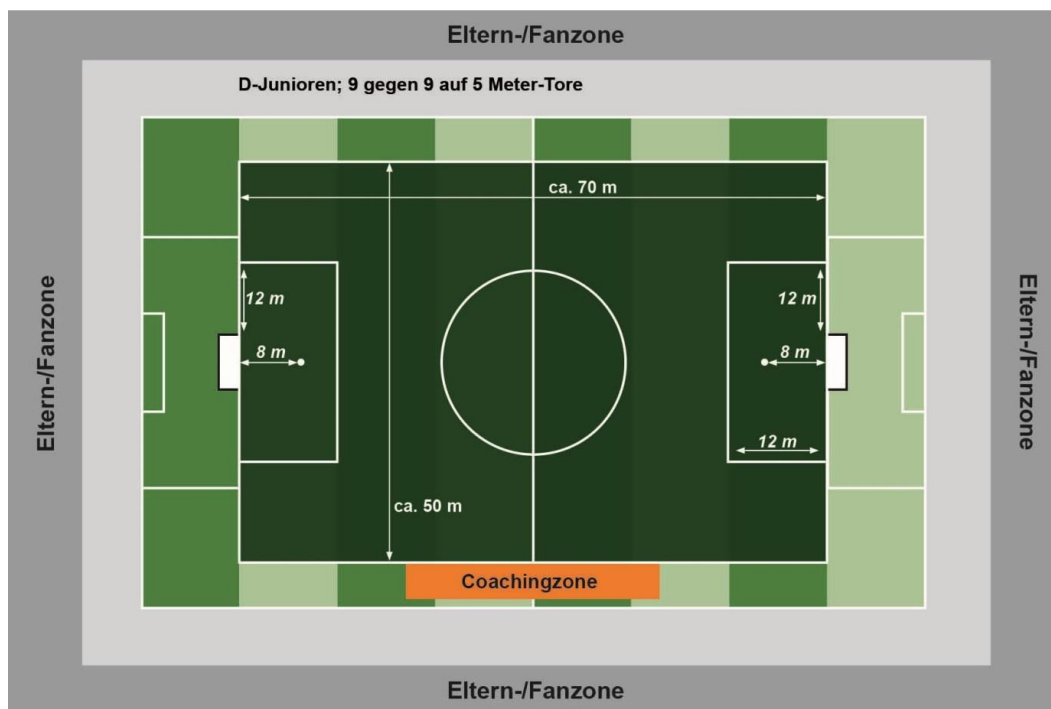 Eltern-/Fanzone
D-Junioren; 9 gegen 9 auf 5 Meter-Tore
ca. 70 m
12 m
12 m
Eltern-/Fanzone
8 m
8 m
Eltern-/Fanzone
12 m
ca. 50 m
Coachingzone
Eltern-/Fanzone